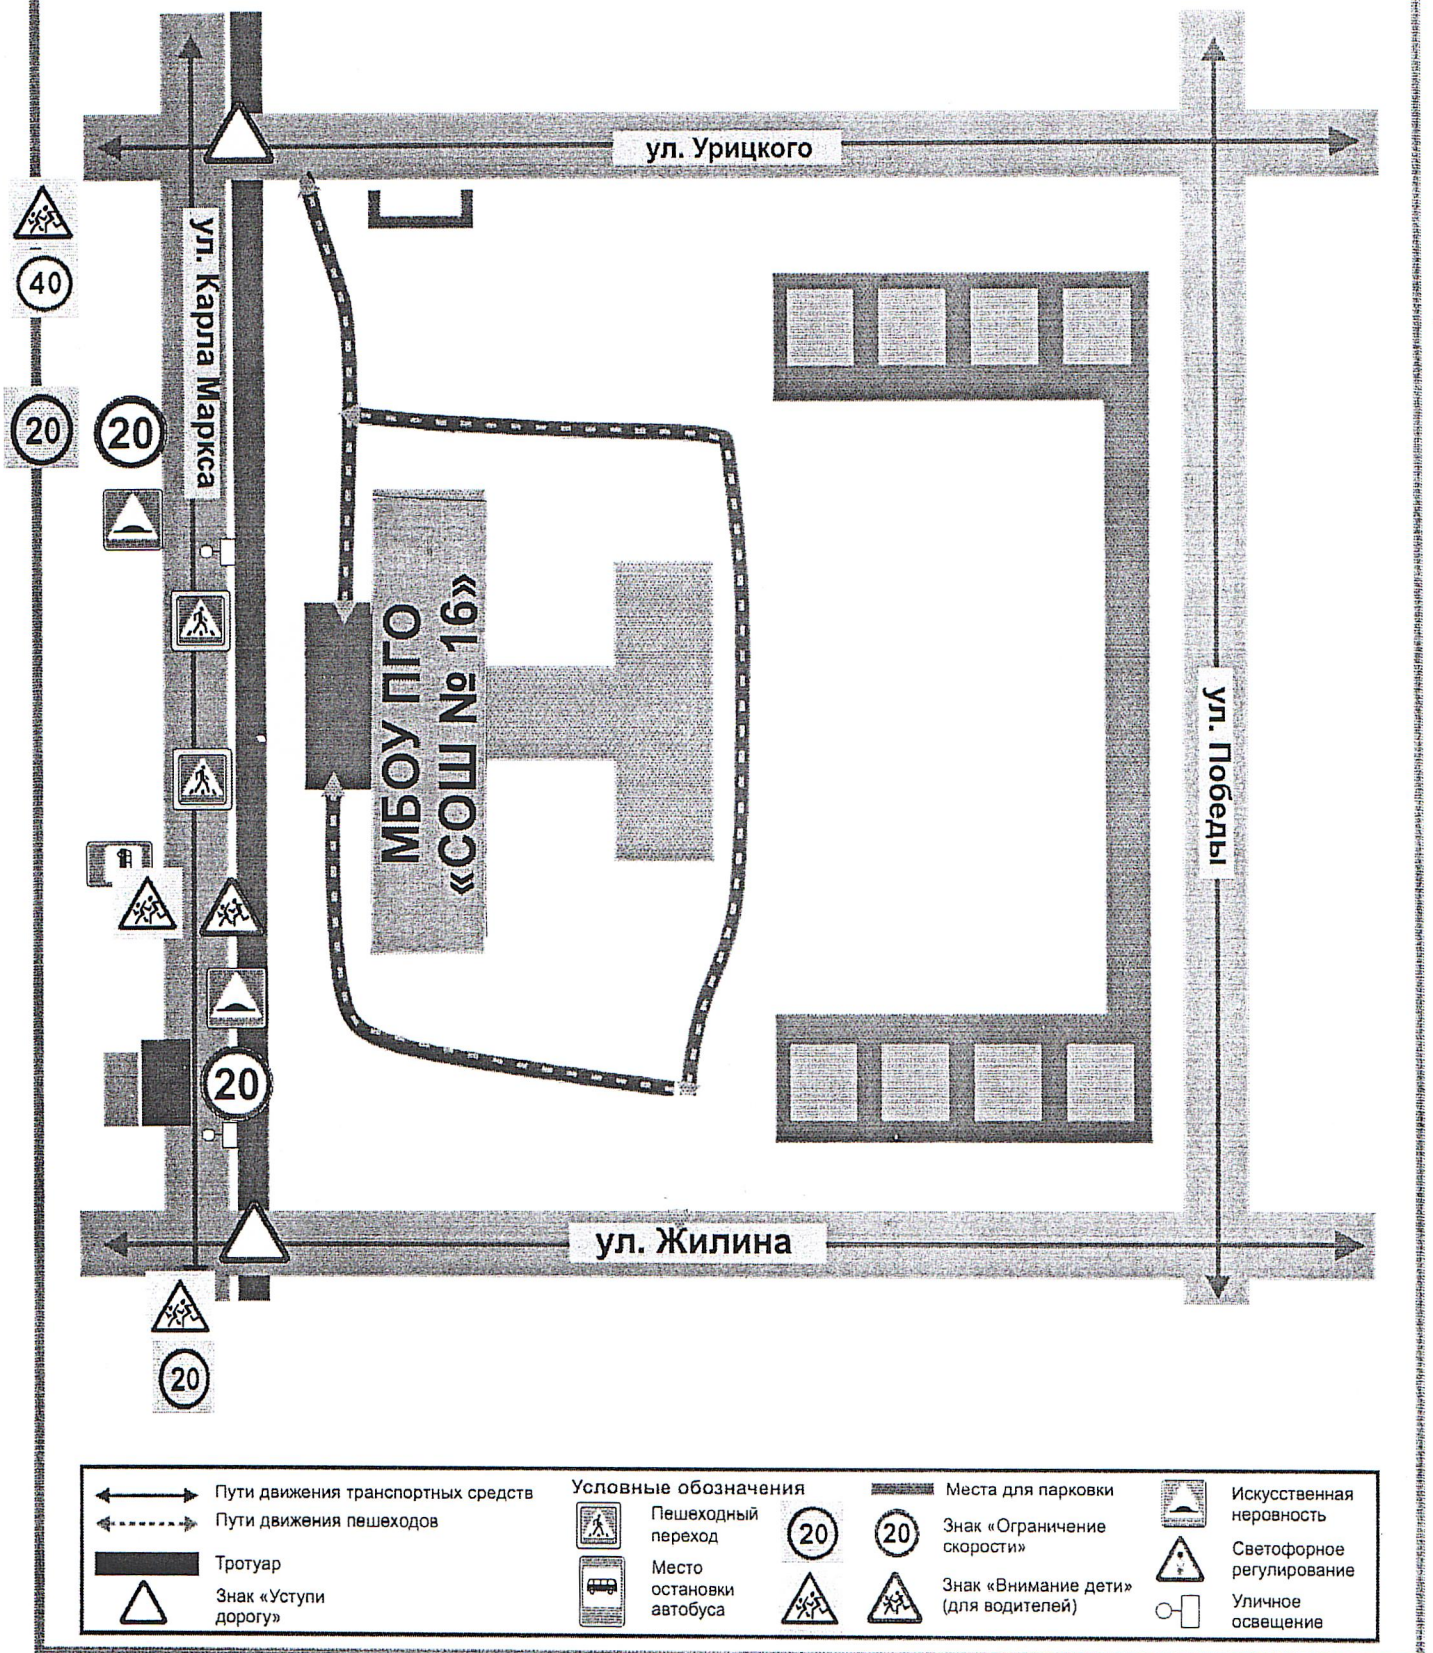 ул. Урицкого
ул. Карла Маркса
40
20
20
МБОУ ПГО
«СОШ № 16»
ул. Победы
20
ул. Жилина
20
Условные обозначения
Пути движения транспортных средств
Пути движения пешеходов
Тротуар
Знак «Уступи
дорогу»
Пешеходный
переход
Место
остановки
автобуса
20
20
Места для парковки
Знак «Ограничение
скорости»
Знак «Внимание дети»
(для водителей)
Искусственная
неровность
Светофорное
регулирование
Уличное
освещение